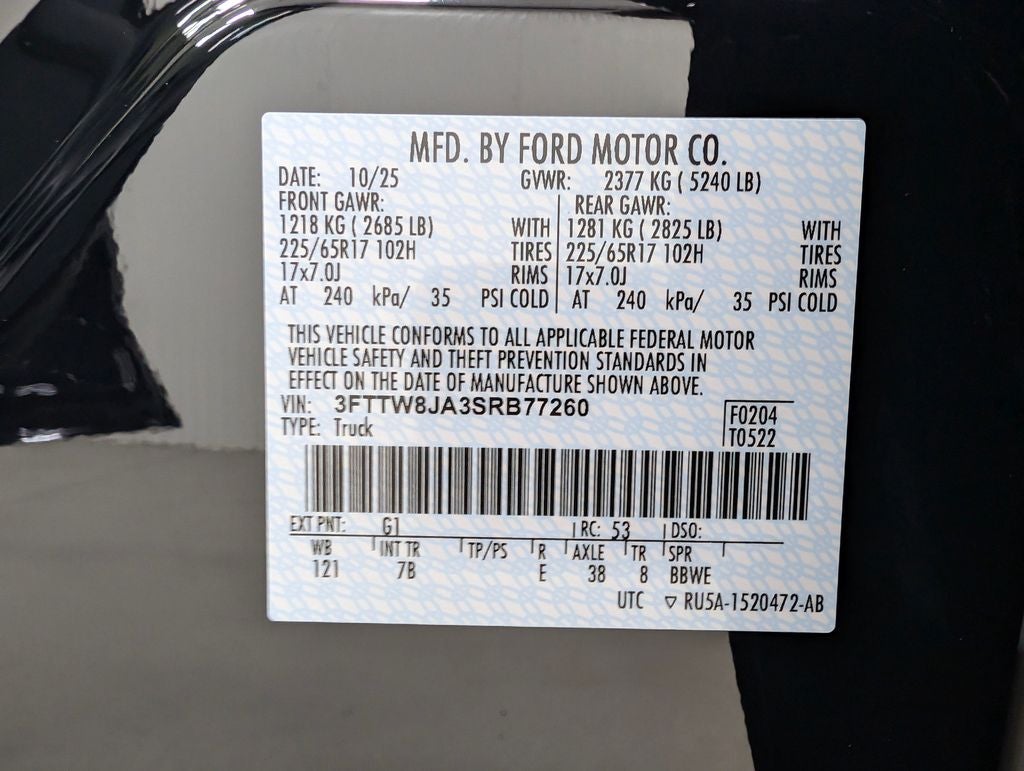 MFD. BY FORD MOTOR CO.
DATE: 10/25 GVWR: 2377 KG ( 5240 LB)
FRONT GAWR: REAR GAWR:
1218 KG ( 2685 LB) WITH 1281 KG ( 2825 LB) WITH
225/65R17 102H TIRES 225/65R17 102H TIRES
17x7.0J RIMS 17x7.0J RIMS
AT 240 kPa/ 35 PSI COLD AT 240 kPa/ 35 PSI COLD
THIS VEHICLE CONFORMS TO ALL APPLICABLE FEDERAL MOTOR
VEHICLE SAFETY AND THEFT PREVENTION STANDARDS IN
EFFECT ON THE DATE OF MANUFACTURE SHOWN ABOVE.
VIN: 3FTTW8JA3SRB77260
F0204
TYPE: Truck
T0522
EXT PNT: G1 RC: 53 DSO:
WB INT TR TP/PS R AXLE TR SPR
121 7B E 38 8 BBWE
UTC ▽ RU5A-1520472-AB